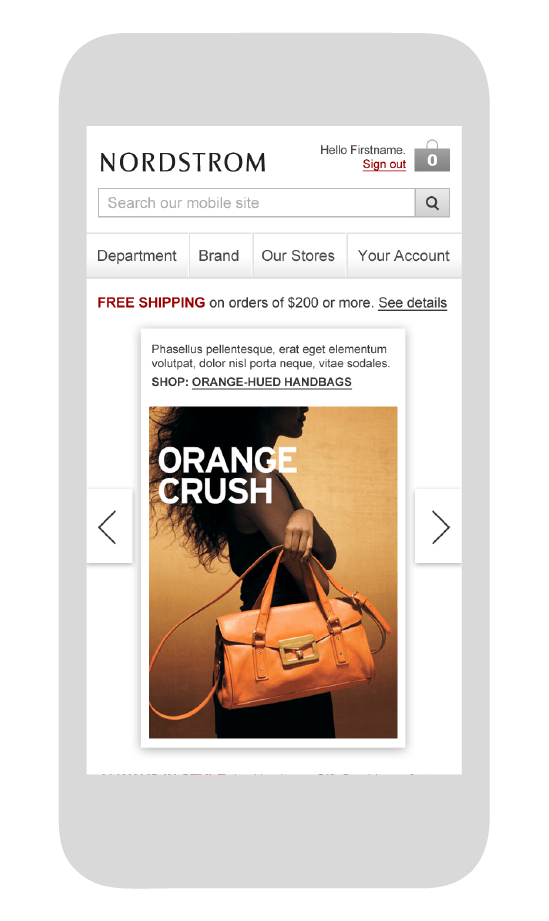 NORDSTROM
Hello Firstname.
Sign out
0
Search our mobile site
Department Brand Our Stores Your Account
FREE SHIPPING on orders of $200 or more. See details
Phasellus pellentesque, erat eget elementum
volutpat, dolor nisl porta neque, vitae sodales.
SHOP: ORANGE-HUED HANDBAGS
ORANGE
CRUSH